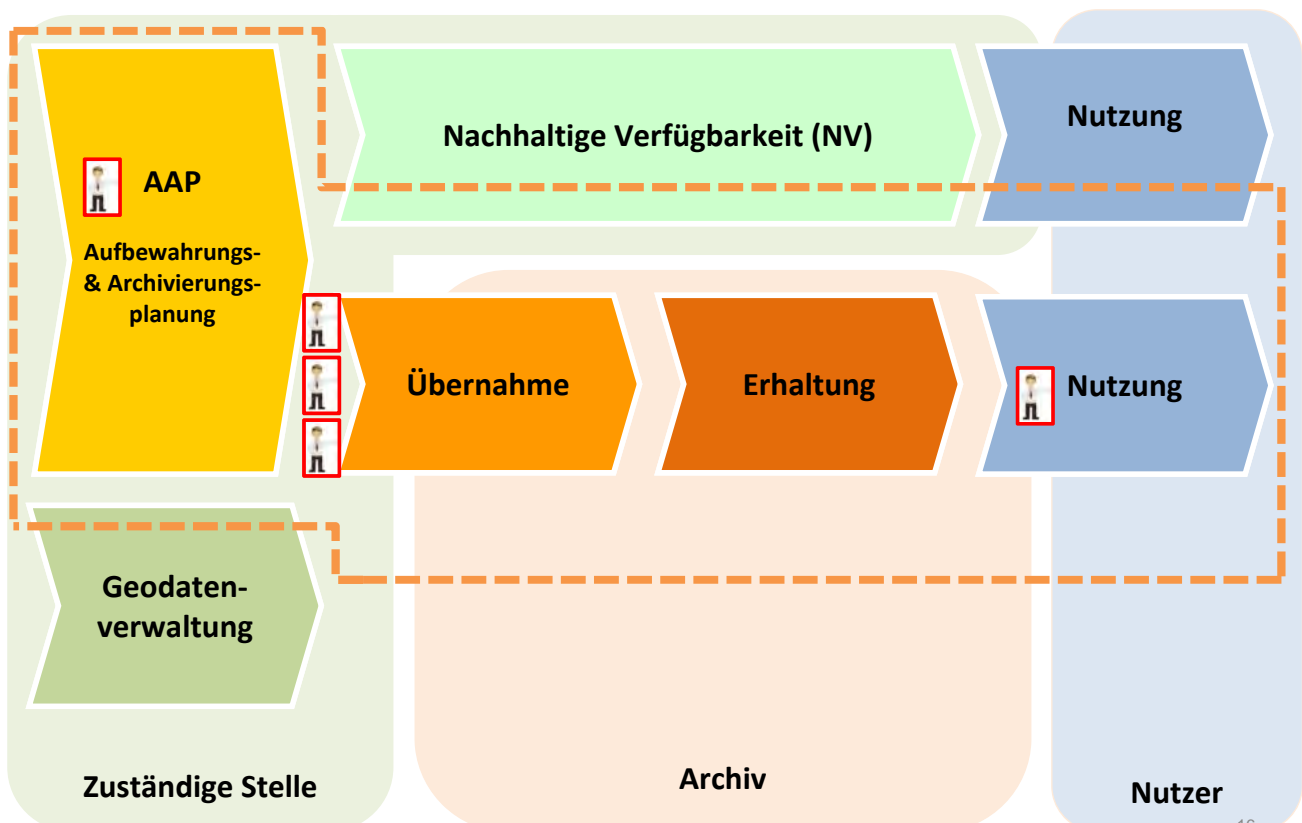 Nachhaltige Verfügbarkeit (NV)
Nutzung
AAP
Aufbewahrungs-
& Archivierungs-
planung
Übernahme
Erhaltung
Nutzung
Geodaten-
verwaltung
Zuständige Stelle
Archiv
Nutzer